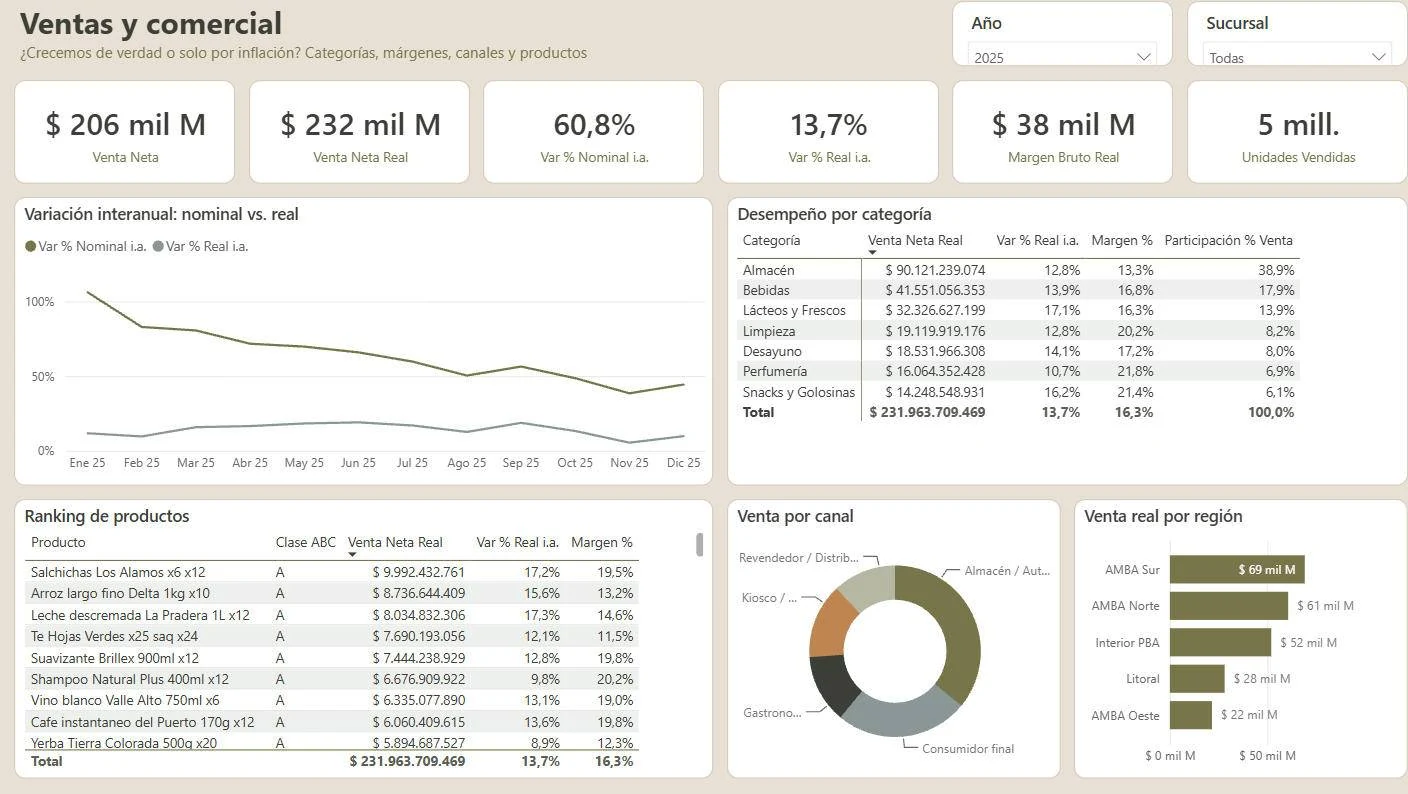 Ventas y comercial
¿Crecemos de verdad o solo por inflación? Categorías, márgenes, canales y productos
Año
2025
Sucursal
Todas
$ 206 mil M
Venta Neta
$ 232 mil M
Venta Neta Real
60,8%
Var % Nominal i.a.
13,7%
Var % Real i.a.
$ 38 mil M
Margen Bruto Real
5 mill.
Unidades Vendidas
Variación interanual: nominal vs. real
Var % Nominal i.a. Var % Real i.a.
100%
50%
0%
Ene 25 Feb 25 Mar 25 Abr 25 May 25 Jun 25 Jul 25 Ago 25 Sep 25 Oct 25 Nov 25 Dic 25
Desempeño por categoría
Categoría Venta Neta Real Var % Real i.a. Margen % Participación % Venta
Almacén $ 90.121.239.074 12,8% 13,3% 38,9%
Bebidas $ 41.551.056.353 13,9% 16,8% 17,9%
Lácteos y Frescos $ 32.326.627.199 17,1% 16,3% 13,9%
Limpieza $ 19.119.919.176 12,8% 20,2% 8,2%
Desayuno $ 18.531.966.308 14,1% 17,2% 8,0%
Perfumería $ 16.064.352.428 10,7% 21,8% 6,9%
Snacks y Golosinas $ 14.248.548.931 16,2% 21,4% 6,1%
Total $ 231.963.709.469 13,7% 16,3% 100,0%
Ranking de productos
Producto Clase ABC Venta Neta Real Var % Real i.a. Margen %
Salchichas Los Alamos x6 x12 A $ 9.992.432.761 17,2% 19,5%
Arroz largo fino Delta 1kg x10 A $ 8.736.644.409 15,6% 13,2%
Leche descremada La Pradera 1L x12 A $ 8.034.832.306 17,3% 14,6%
Te Hojas Verdes x25 saq x24 A $ 7.690.193.056 12,1% 11,5%
Suavizante Brillex 900ml x12 A $ 7.444.238.929 12,8% 19,8%
Shampoo Natural Plus 400ml x12 A $ 6.676.909.922 9,8% 20,2%
Vino blanco Valle Alto 750ml x6 A $ 6.335.077.890 13,1% 19,0%
Cafe instantaneo del Puerto 170g x12 A $ 6.060.409.615 13,6% 19,8%
Yerba Tierra Colorada 500g x20 A $ 5.894.687.527 8,9% 12,3%
Total $ 231.963.709.469 13,7% 16,3%
Venta por canal
Revendedor / Distrib...
Almacén / Aut...
Kiosco / ...
Gastrono...
Consumidor final
Venta real por región
AMBA Sur $ 69 mil M
AMBA Norte $ 61 mil M
Interior PBA $ 52 mil M
Litoral $ 28 mil M
AMBA Oeste $ 22 mil M
$ 0 mil M $ 50 mil M